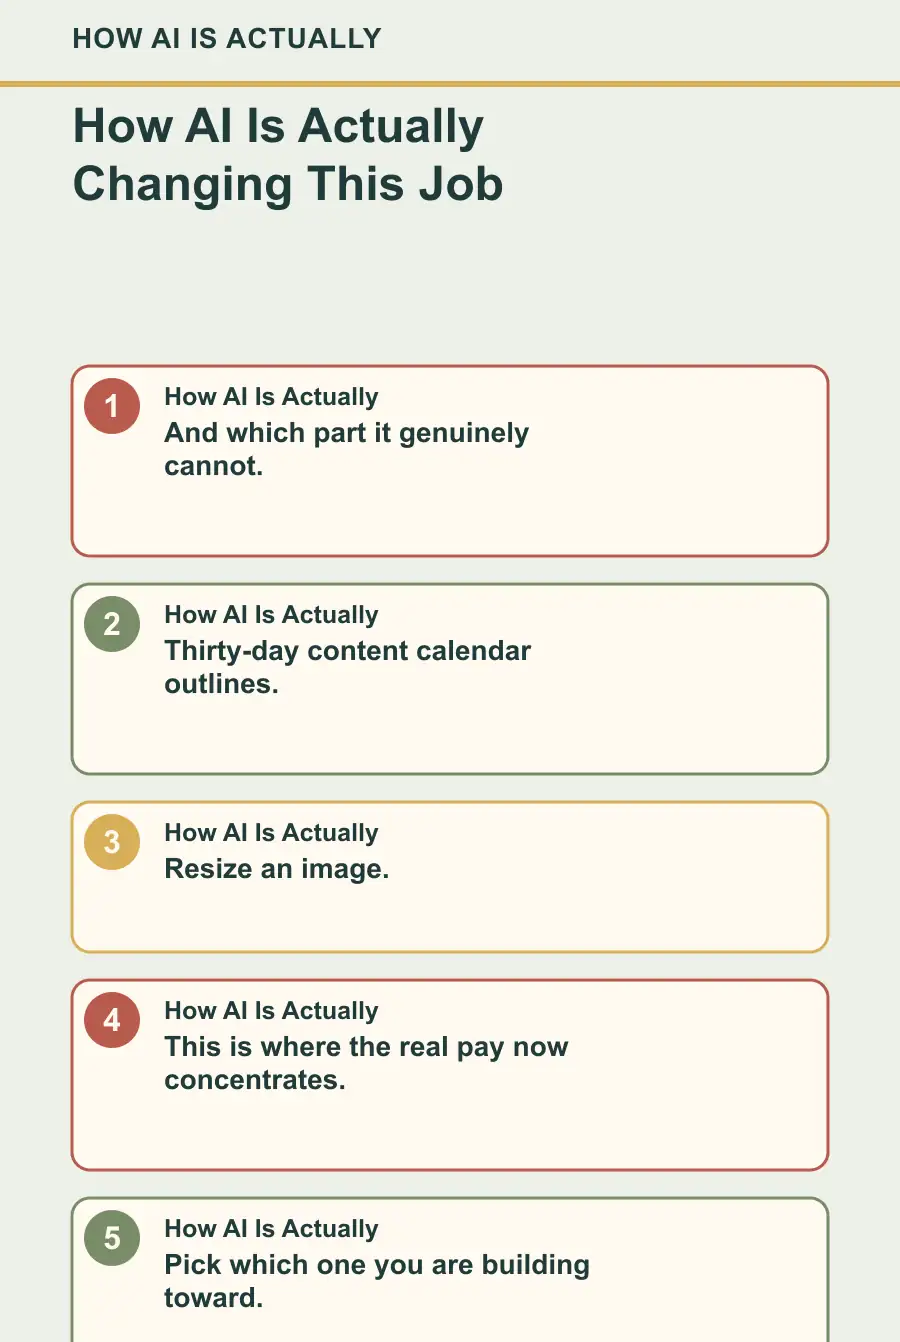 HOW AI IS ACTUALLY
How AI Is Actually
Changing This Job
1
How AI Is Actually
And which part it genuinely
cannot.
2
How AI Is Actually
Thirty-day content calendar
outlines.
3
How AI Is Actually
Resize an image.
4
How AI Is Actually
This is where the real pay now
concentrates.
5
How AI Is Actually
Pick which one you are building
toward.